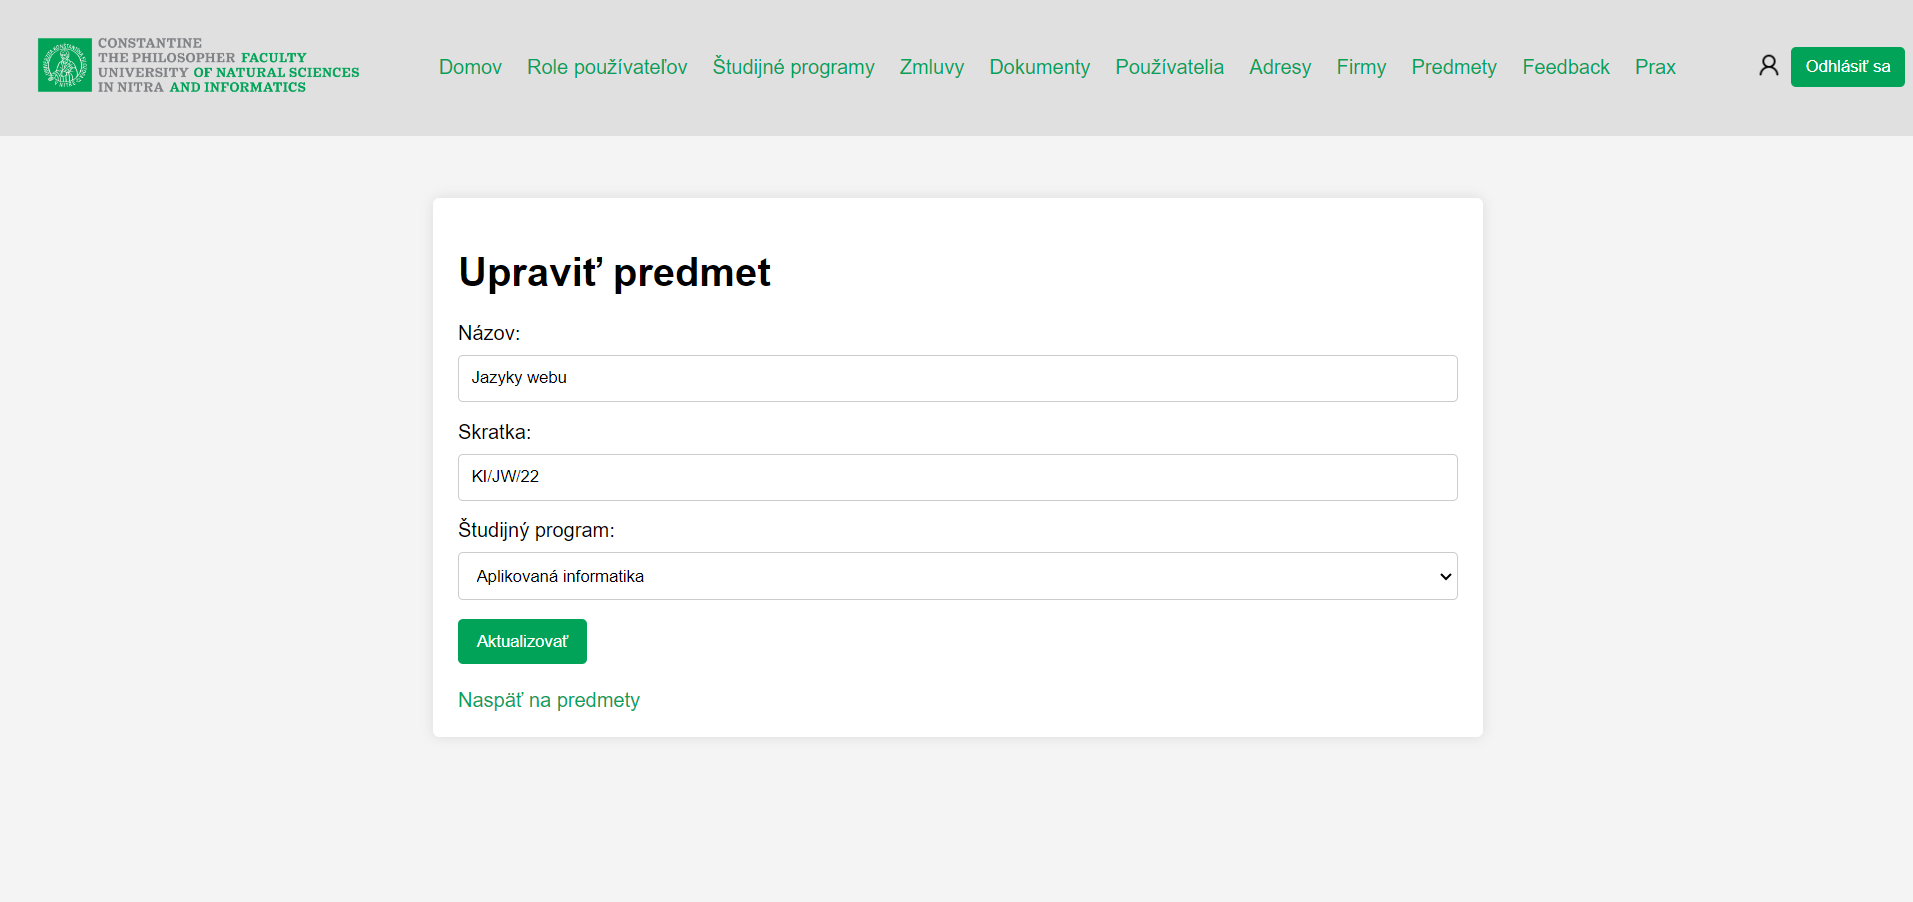 CONSTANTINE
THE PHILOSOPHER FACULTY
UNIVERSITY OF NATURAL SCIENCES
IN NITRA AND INFORMATICS
Domov Role používateľov Študijné programy Zmluvy Dokumenty Používatelia Adresy Firmy Predmety Feedback Prax Odhlásiť sa
Upraviť predmet
Názov:
Jazyky webu
Skratka:
KI/JW/22
Študijný program:
Aplikovaná informatika
Aktualizovať
Naspäť na predmety